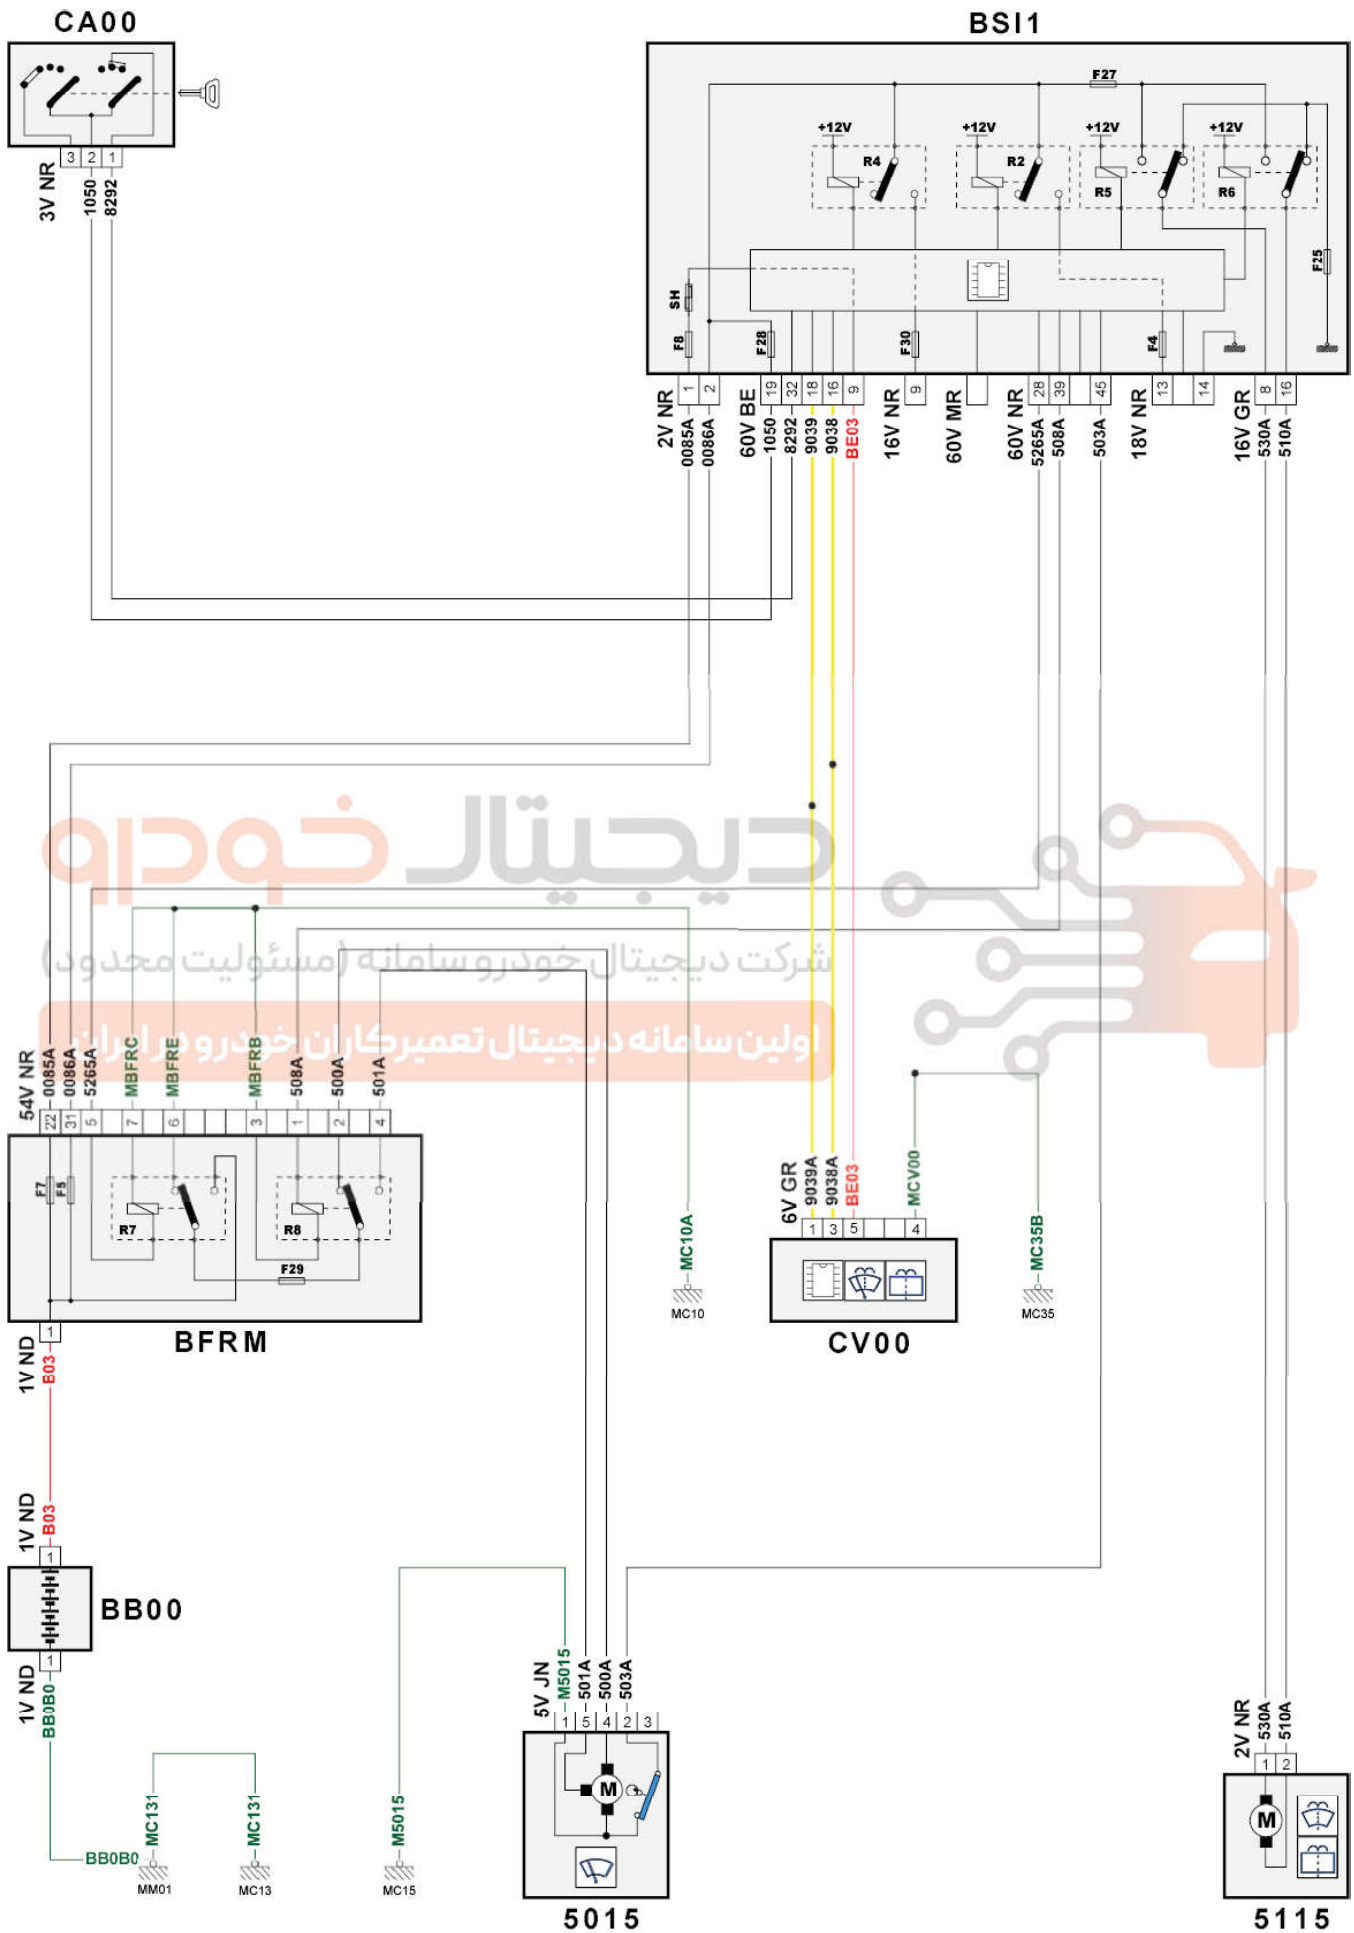 CA00
BSI1
F27
+12V
+12V
+12V
+12V
R4
R2
R5
R6
F25
SH
F8
F28
F30
F4
3 2 1
3V NR
1050
8292
1 2 19 32 18 16 9 9 28 39 45 13 14 8 16
2V NR
0085A
0086A
60V BE
1050
8292
9039
9038
BE03
16V NR
60V MR
60V NR
5265A
508A
503A
18V NR
16V GR
530A
510A
دیجیتال خودرو
شرکت دیجیتال خودرو سامانه (مسئولیت محدود)
اولین سامانه دیجیتال تعمیرکاران خودرو در ایران
54V NR
0085A
0086A
5265A
MBFRC
MBFRE
MBFRB
508A
500A
501A
22 31 5 7 6 3 1 2 4
F7
F5
R7
R8
F29
BFRM
MC10A
MC10
6V GR
9039A
9038A
BE03
MCV00
1 3 5 4
CV00
MC35B
MC35
1
1V ND
B03
1V ND
B03
1
BB00
1
1V ND
BB0B0
BB0B0
MC131
MM01
MC131
MC13
M5015
MC15
5V JN
M5015
501A
500A
503A
1 5 4 2 3
M
5015
2V NR
530A
510A
1 2
M
5115